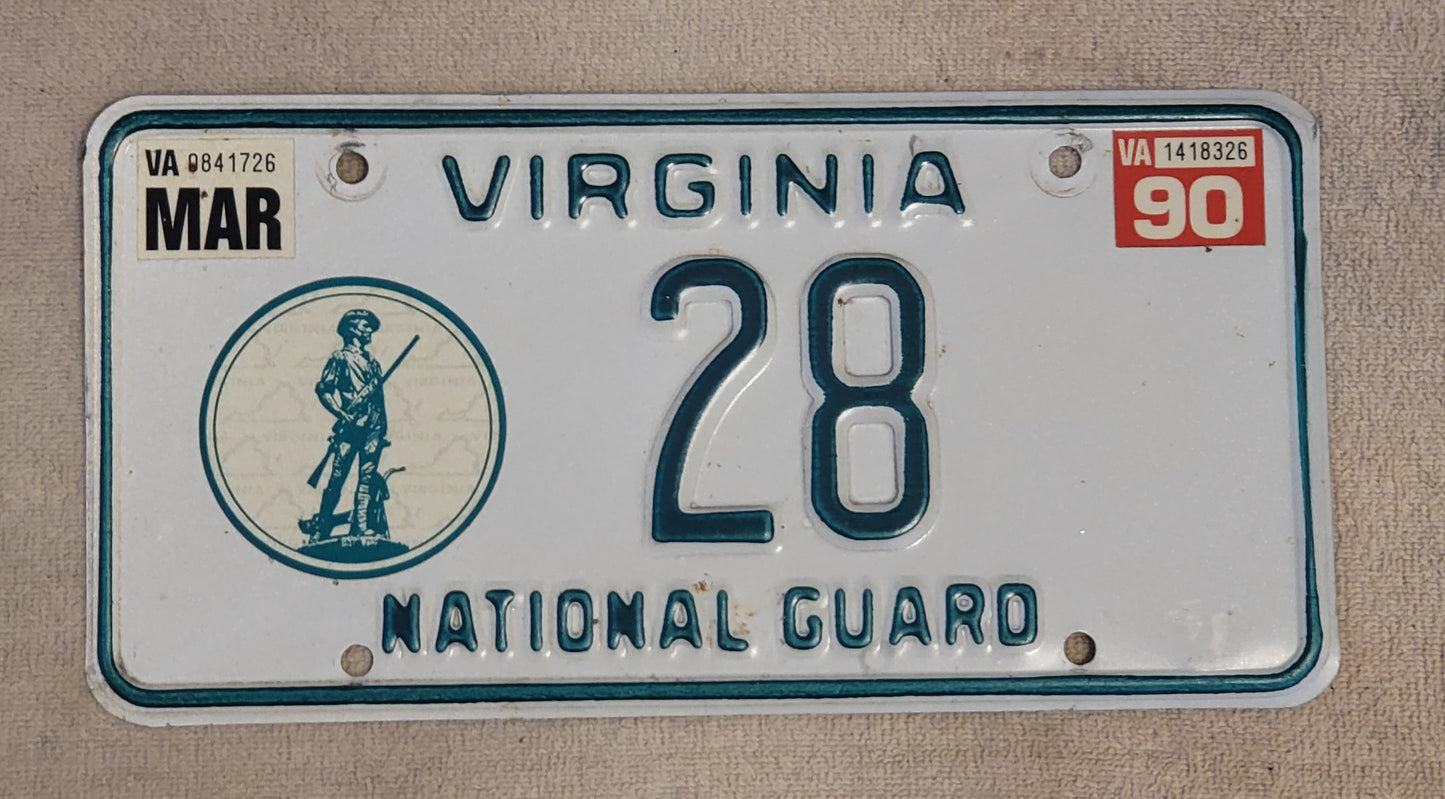 VA 0841726
MAR
VIRGINIA
VA 1418326
90
28
NATIONAL GUARD